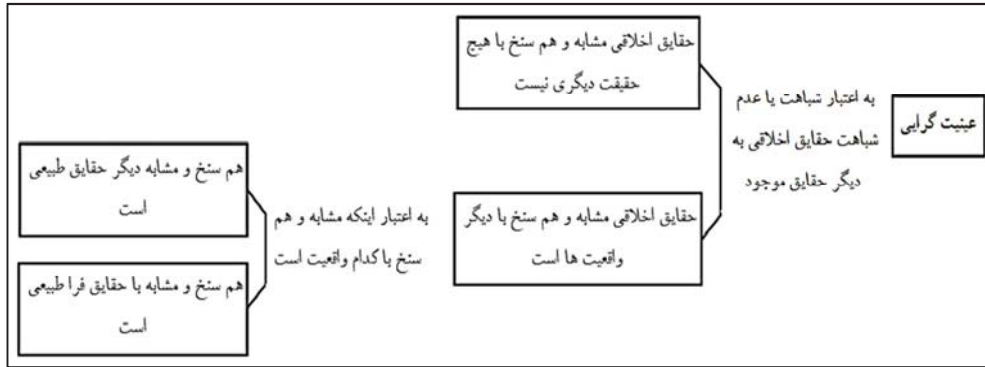 عینیت گرایی
به اعتبار شباهت یا عدم
شباهت حقایق اخلاقی به
دیگر حقایق موجود
حقایق اخلاقی مشابه و هم سنخ با هیچ
حقیقت دیگری نیست
حقایق اخلاقی مشابه و هم سنخ با دیگر
واقعیت ها است
به اعتبار اینکه مشابه و هم
سنخ با کدام واقعیت است
هم سنخ و مشابه دیگر حقایق طبیعی
است
هم سنخ و مشابه با حقایق فرا طبیعی
است